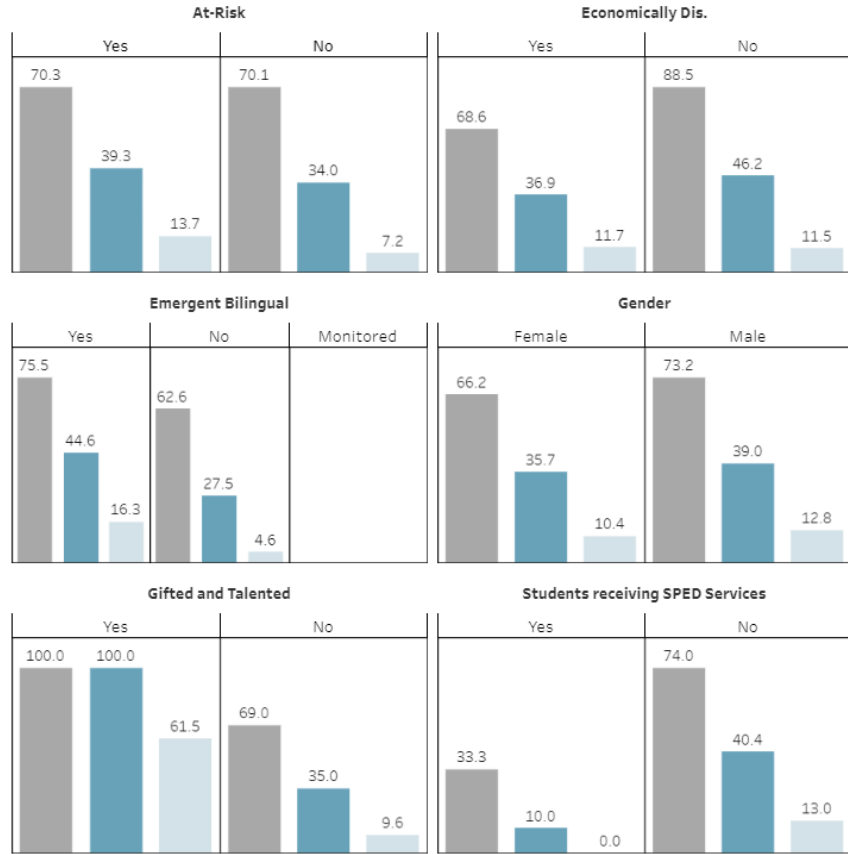 At-Risk
Yes No
70.3 39.3 13.7 70.1 34.0 7.2
Economically Dis.
Yes No
68.6 36.9 11.7 88.5 46.2 11.5
Emergent Bilingual
Yes No Monitored
75.5 44.6 16.3 62.6 27.5 4.6
Gender
Female Male
66.2 35.7 10.4 73.2 39.0 12.8
Gifted and Talented
Yes No
100.0 100.0 61.5 69.0 35.0 9.6
Students receiving SPED Services
Yes No
33.3 10.0 0.0 74.0 40.4 13.0